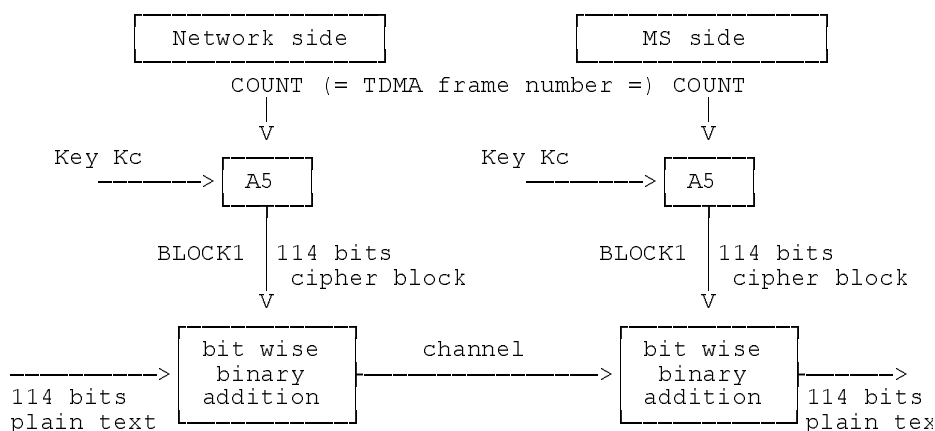 Network side
MS side
COUNT (= TDMA frame number =) COUNT
V
V
Key Kc
Key Kc
A5
A5
BLOCK1
114 bits
cipher block
BLOCK1
114 bits
cipher block
V
V
bit wise
binary
addition
channel
bit wise
binary
addition
114 bits
plain text
114 bits
plain tex